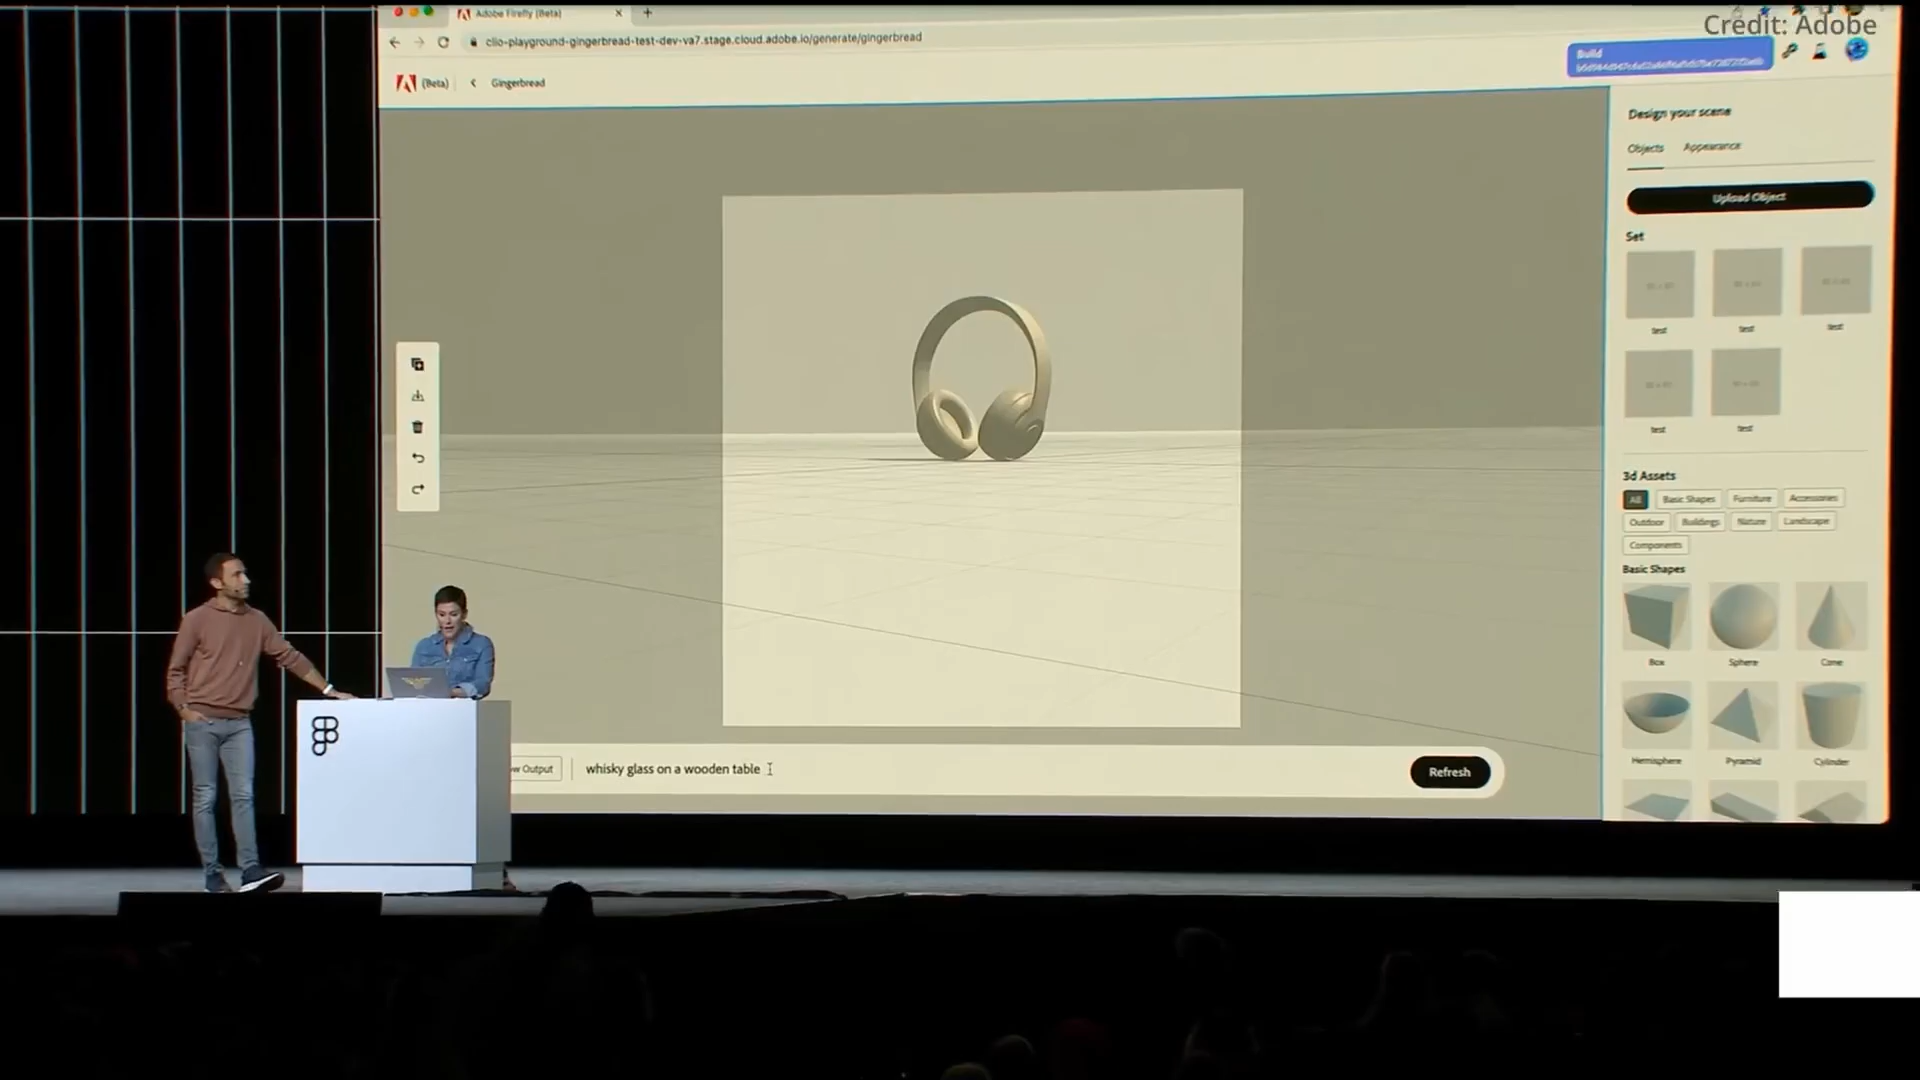 Credit: Adobe
Adobe Firefly (Beta)
clio-playground-gingerbread-test-dev-va7.stage.cloud.adobe.io/generate/gingerbread
Build
(Beta)
Gingerbread
Design your scene
Objects Appearance
Upload Object
Set
test test test
test test
3d Assets
All Basic Shapes Furniture Accessories
Outdoor Buildings Nature Landscape
Components
Basic Shapes
Box Sphere Cone
Hemisphere Pyramid Cylinder
Output whisky glass on a wooden table Refresh